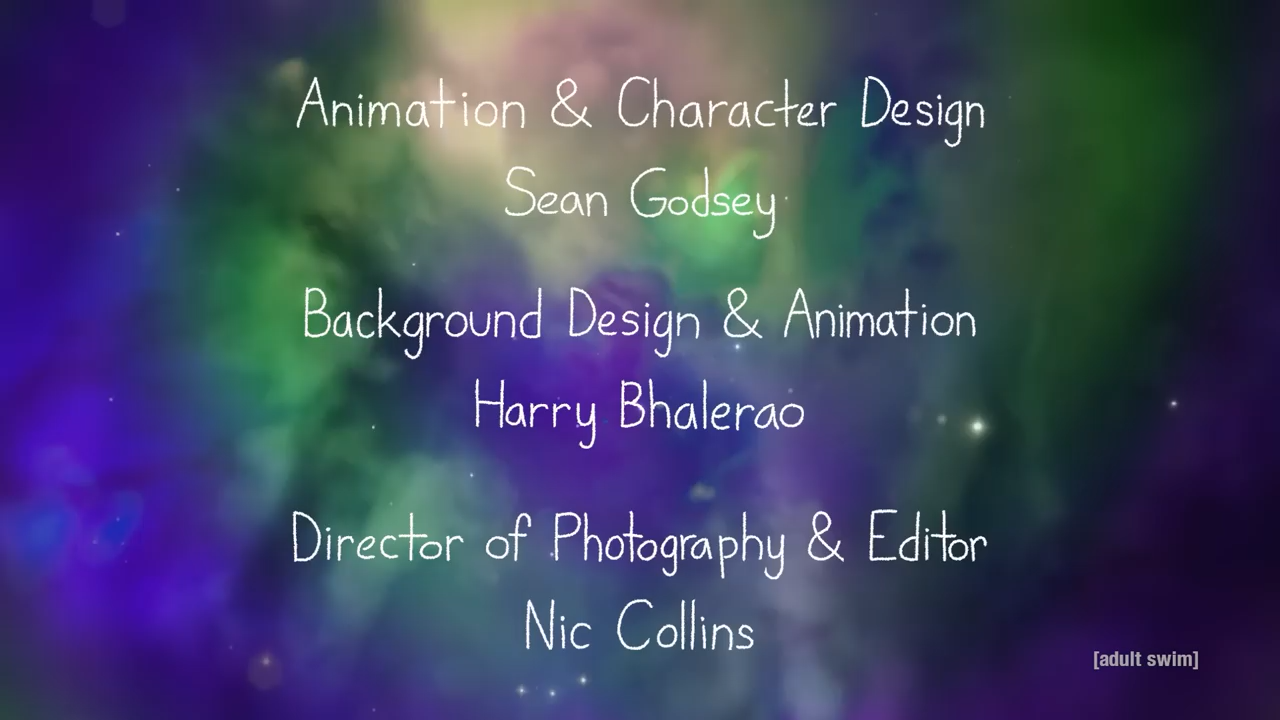 Animation & Character Design
Sean Godsey
Background Design & Animation
Harry Bhalerao
Director of Photography & Editor
Nic Collins
[adult swim]